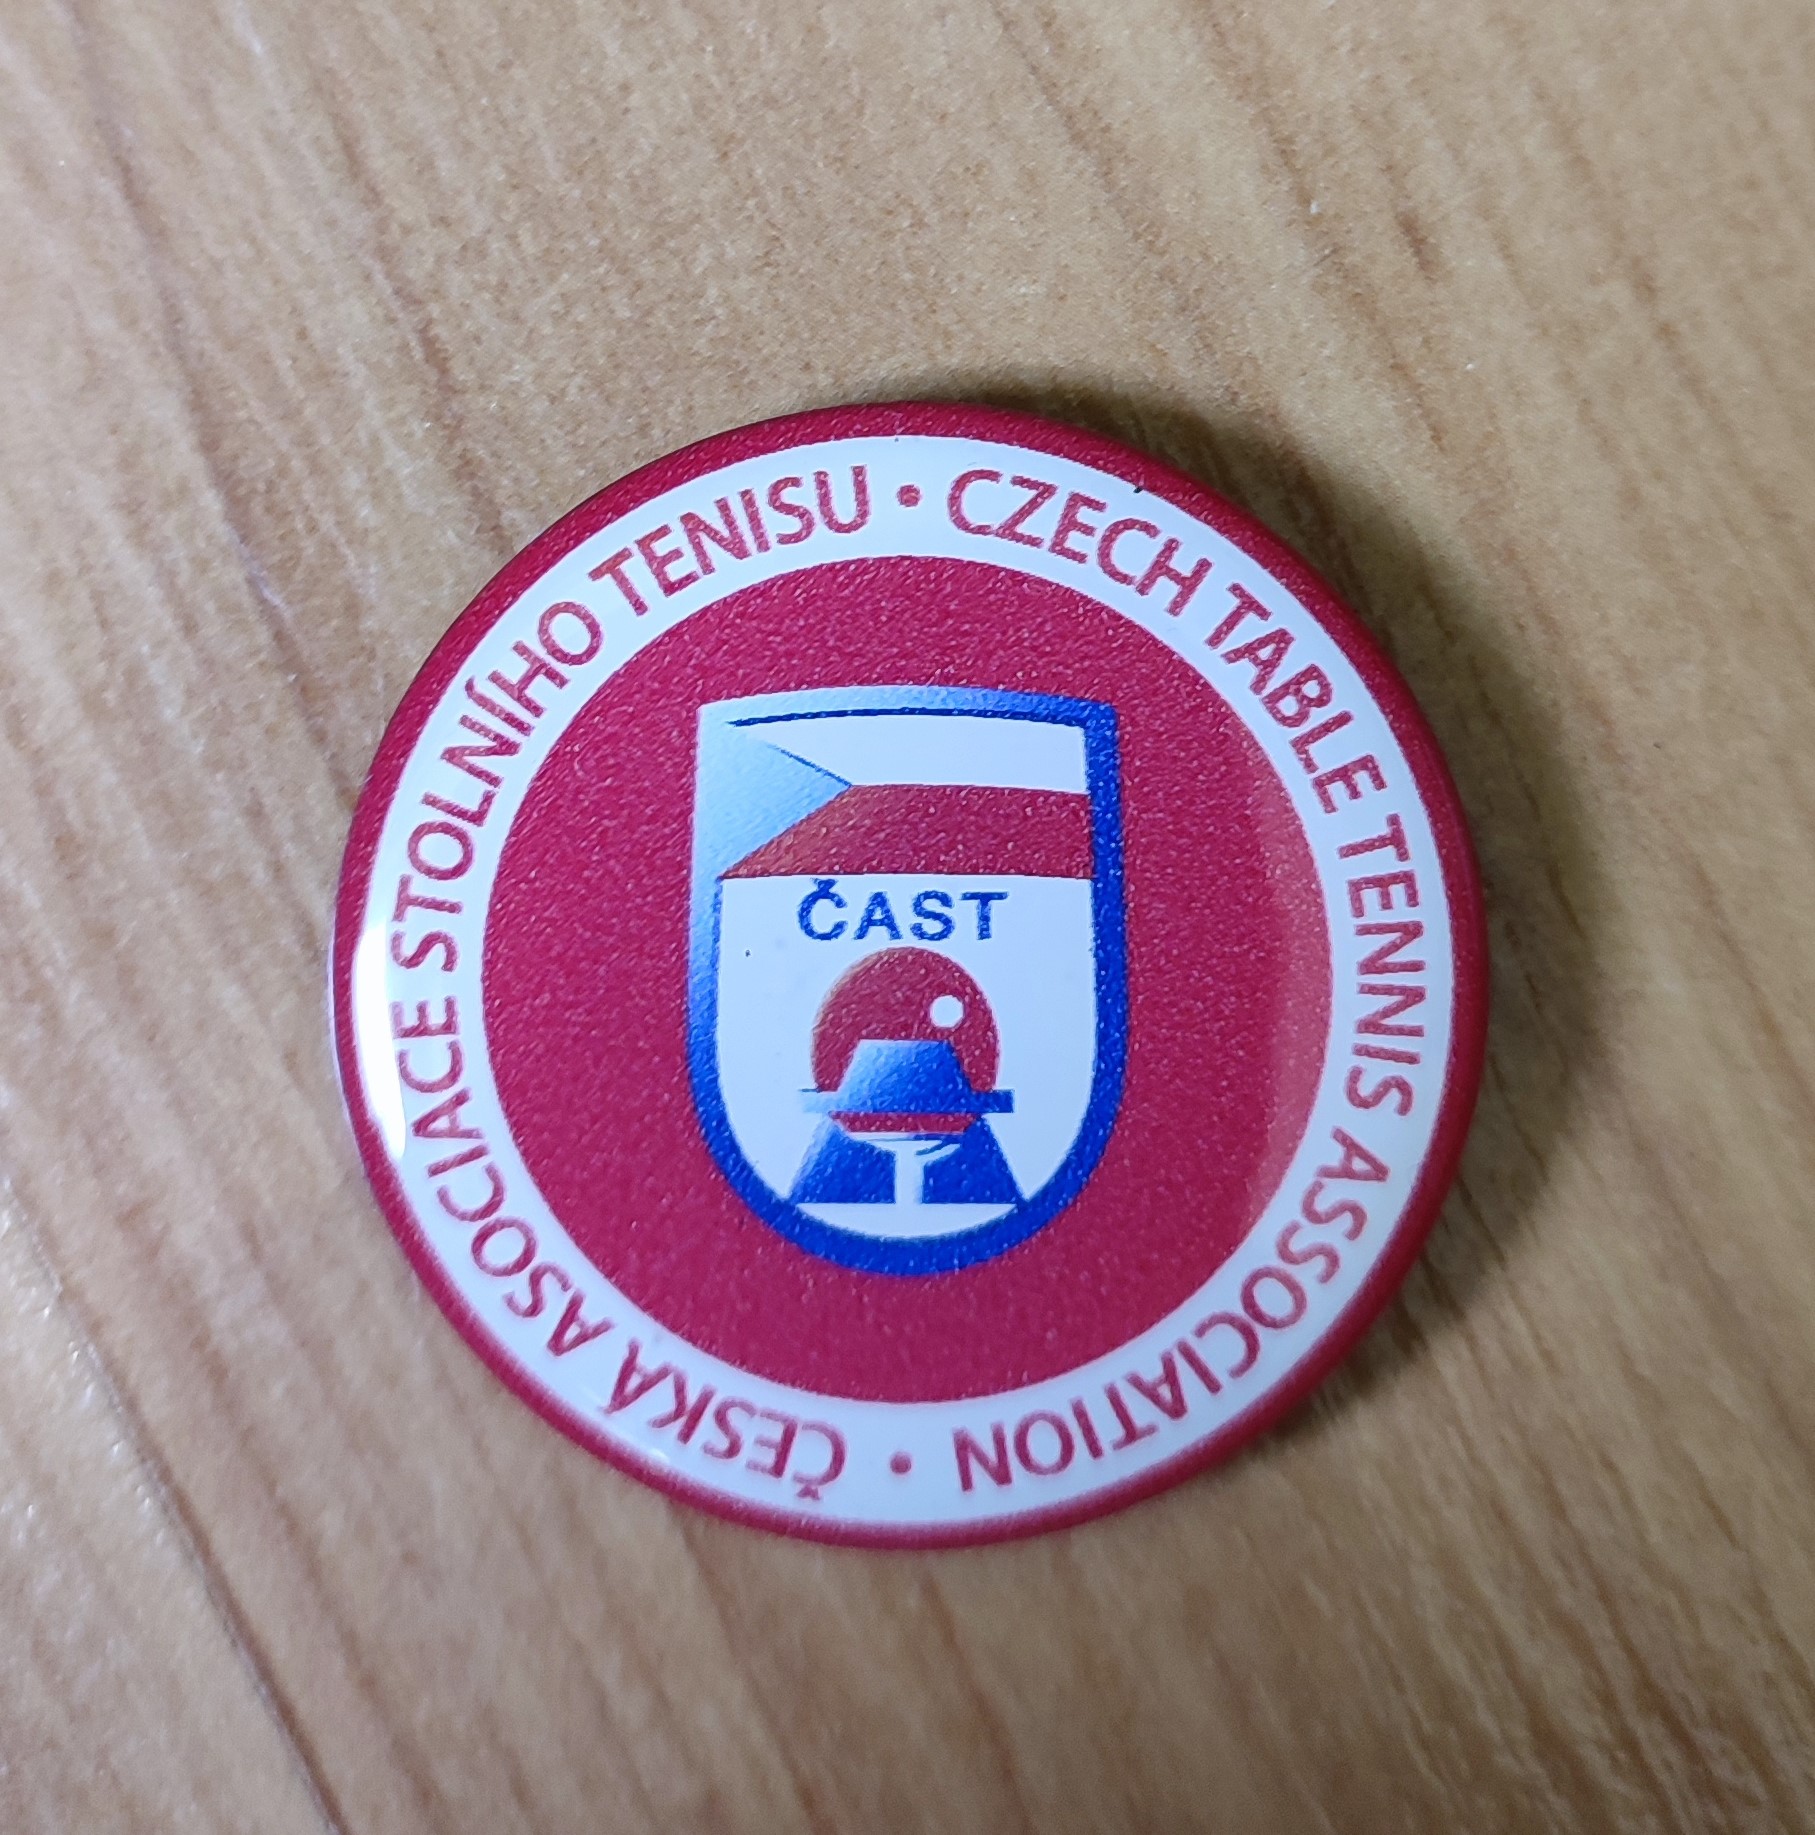 ČESKÁ ASOCIACE STOLNÍHO TENISU • CZECH TABLE TENNIS ASSOCIATION •
ČAST